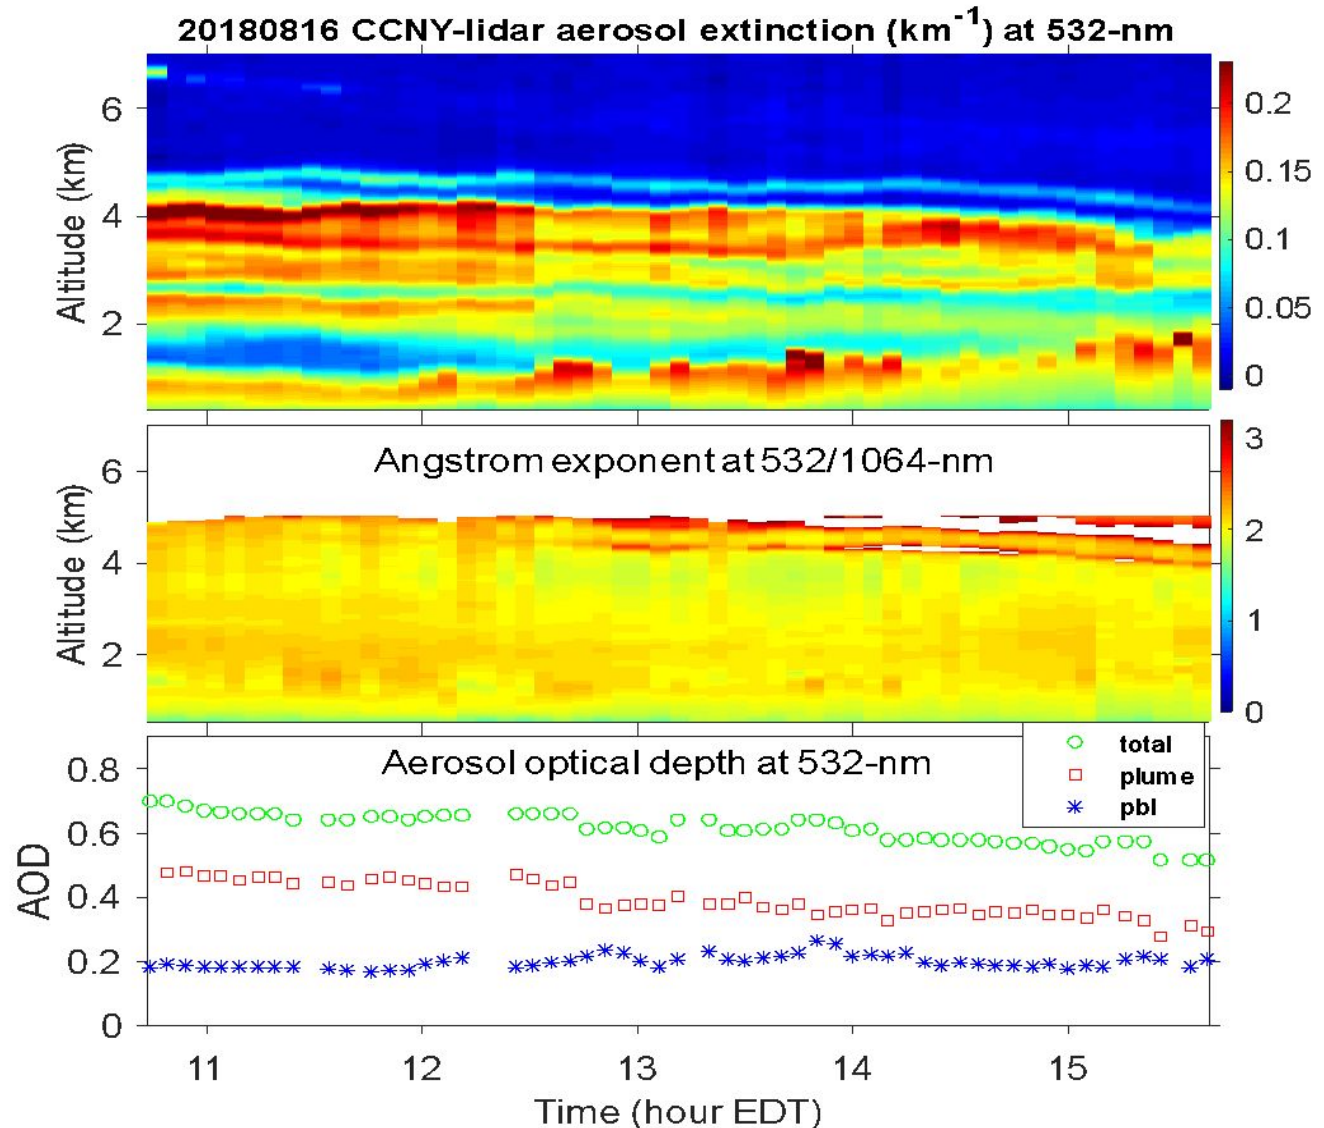 20180816 CCNY-lidar aerosol extinction (km-1) at 532-nm
Altitude (km)
6
4
2
0.2
0.15
0.1
0.05
0
Angstrom exponent at 532/1064-nm
Altitude (km)
6
4
2
3
2
1
0
Aerosol optical depth at 532-nm
total
plume
pbl
AOD
0.8
0.6
0.4
0.2
0
11 12 13 14 15
Time (hour EDT)